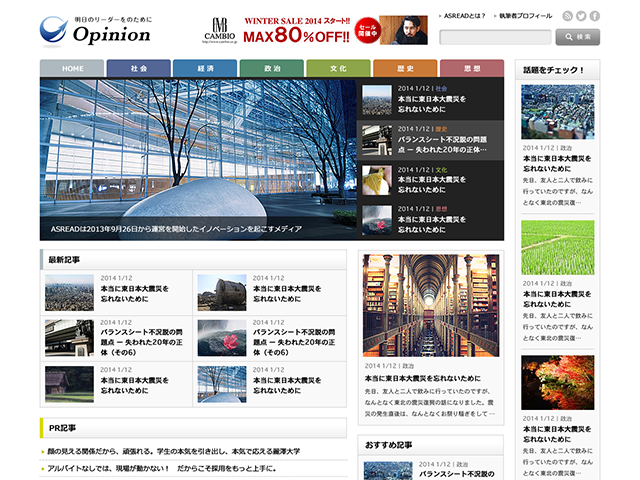 明日のリーダーをのために
Opinion
CAMBIO
http://www.cambio.co.jp
WINTER SALE 2014 スタート!!
MAX80%OFF!!
セール
開催中
ASREADとは？
執筆者プロフィール
検 索
HOME
社 会
経 済
政 治
文 化
歴 史
思 想
ASREADは2013年9月26日から運営を開始したイノベーションを起こすメディア
2014 1/12 | 社会
本当に東日本大震災を
忘れないために
2014 1/12 | 歴史
バランスシート不況説の問題
点 ー 失われた20年の正体…
2014 1/12 | 文化
本当に東日本大震災を
忘れないために
2014 1/12 | 思想
本当に東日本大震災を
忘れないために
最新記事
2014 1/12
本当に東日本大震災を
忘れないために
2014 1/12
本当に東日本大震災を
忘れないために
2014 1/12
バランスシート不況説の問
題点 ー 失われた20年の正
体（その6）
2014 1/12
バランスシート不況説の問
題点 ー 失われた20年の正
体（その6）
2014 1/12
本当に東日本大震災を
忘れないために
2014 1/12
本当に東日本大震災を
忘れないために
PR記事
顔の見える関係だから、頑張れる。学生の本気を引き出し、本気で応える麗澤大学
アルバイトなしでは、現場が動かない！　だからこそ採用をもっと上手に。
2014 1/12 | 政治
本当に東日本大震災を忘れないために
先日、友人と二人で飲みに行っていたのですが、
なんとなく東北の震災復興の話になりました。震
災の発生直後は、なんとなくお祭り騒ぎをして …
おすすめ記事
2014 1/12 | 政治
バランスシート不況説の
話題をチェック！
2014 1/12 | 政治
本当に東日本大震災を
忘れないために
先日、友人と二人で飲みに
行っていたのですが、なん
となく東北の震災復…
2014 1/12 | 政治
本当に東日本大震災を
忘れないために
先日、友人と二人で飲みに
行っていたのですが、なん
となく東北の震災復…
2014 1/12 | 政治
本当に東日本大震災を
忘れないために
先日、友人と二人で飲みに
行っていたのですが、なん